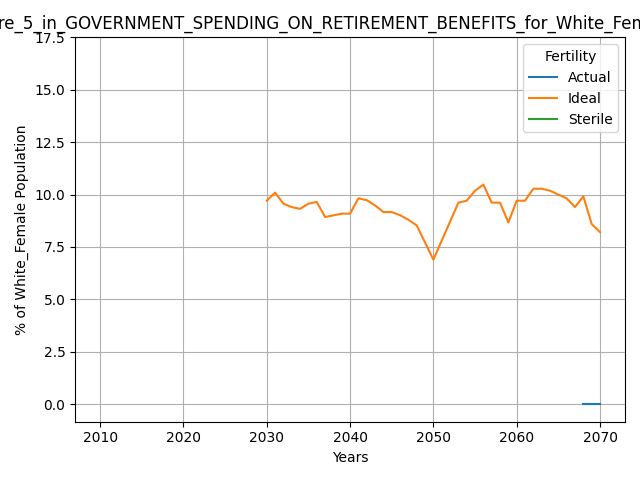 re_5_in_GOVERNMENT_SPENDING_ON_RETIREMENT_BENEFITS_for_White_Fem
17.5
15.0
12.5
10.0
7.5
5.0
2.5
0.0
% of White_Female Population
Fertility
Actual
Ideal
Sterile
2010 2020 2030 2040 2050 2060 2070
Years